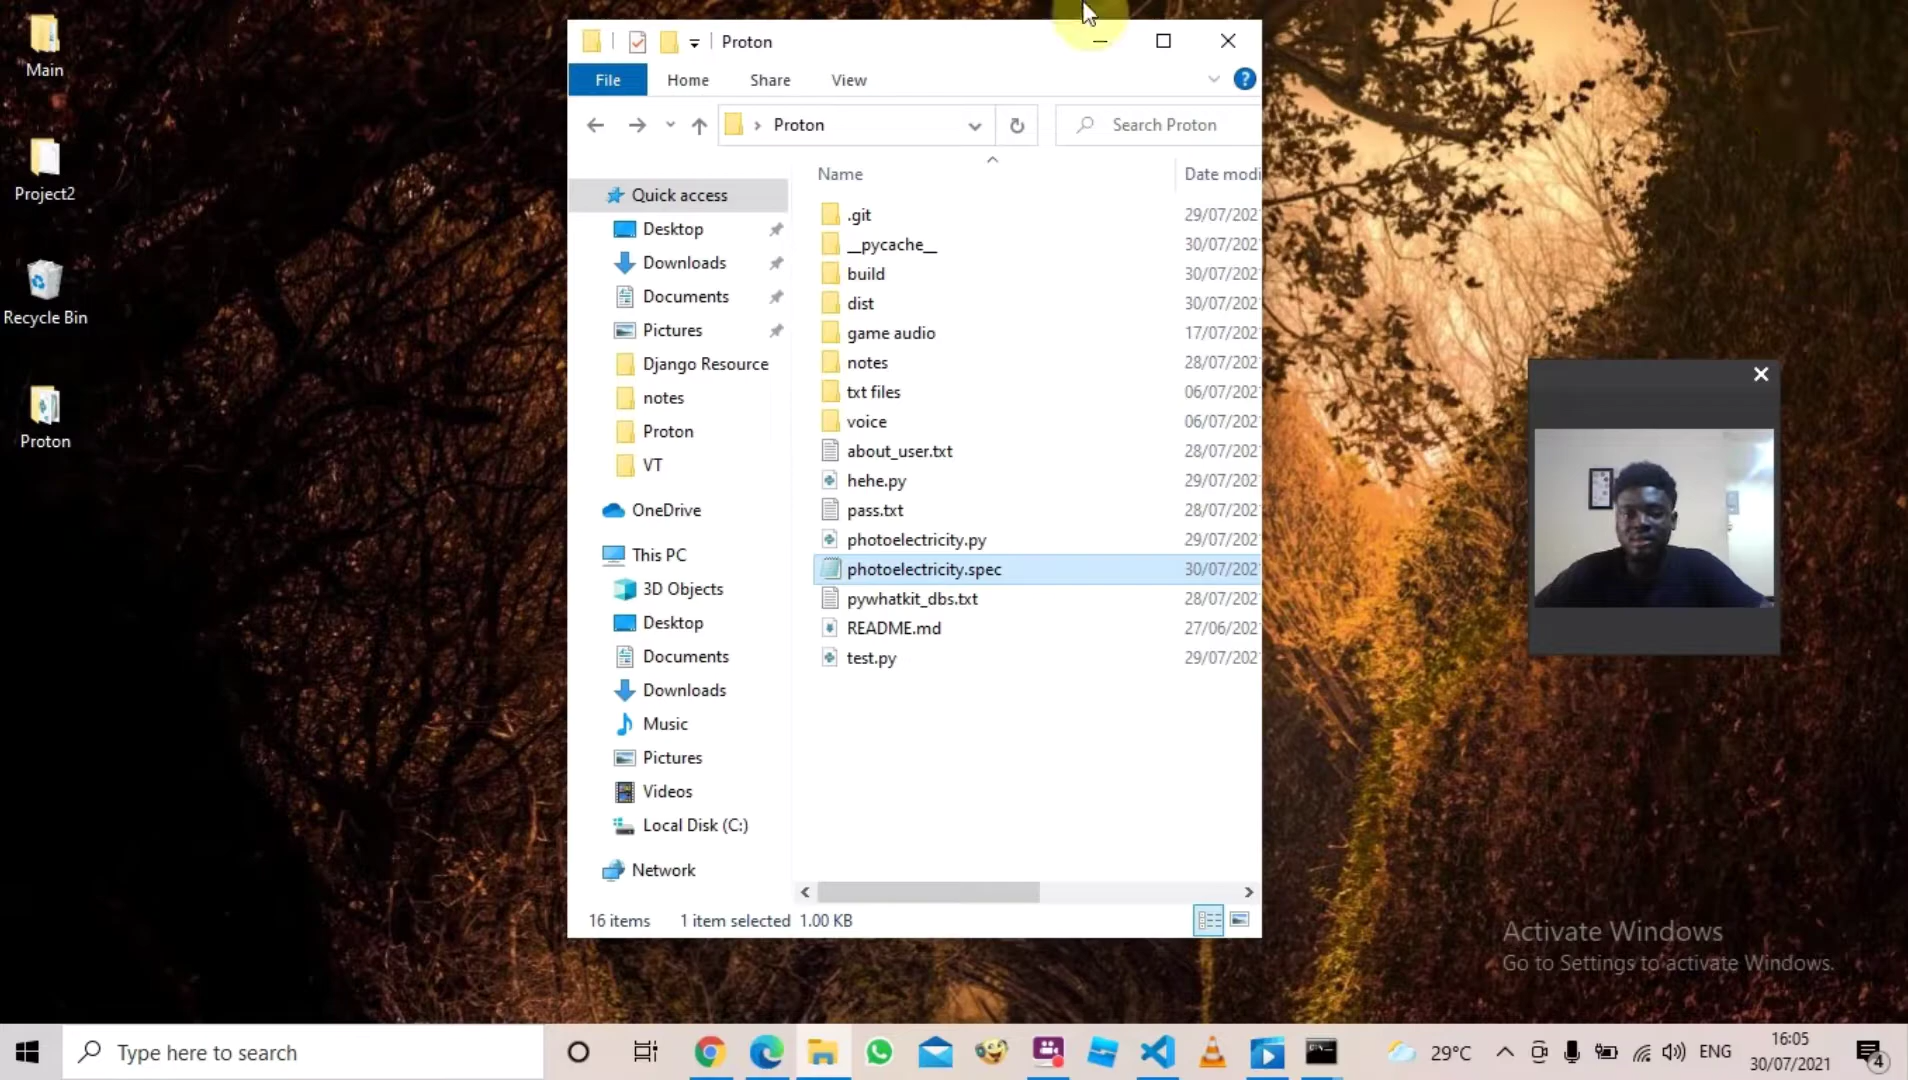 Main
Project2
Recycle Bin
Proton
Proton
File
Home
Share
View
Proton
Search Proton
Name
Date modi
Quick access
Desktop
Downloads
Documents
Pictures
Django Resource
notes
Proton
VT
OneDrive
This PC
3D Objects
Desktop
Documents
Downloads
Music
Pictures
Videos
Local Disk (C:)
Network
.git 29/07/202
__pycache__ 30/07/202
build 30/07/202
dist 30/07/202
game audio 17/07/202
notes 28/07/202
txt files 06/07/202
voice 06/07/202
about_user.txt 28/07/202
hehe.py 29/07/202
pass.txt 28/07/202
photoelectricity.py 29/07/202
photoelectricity.spec 30/07/202
pywhatkit_dbs.txt 28/07/202
README.md 27/06/202
test.py 29/07/202
16 items 1 item selected 1.00 KB
Activate Windows
Go to Settings to activate Windows.
Type here to search
29°C
ENG
16:05
30/07/2021
4